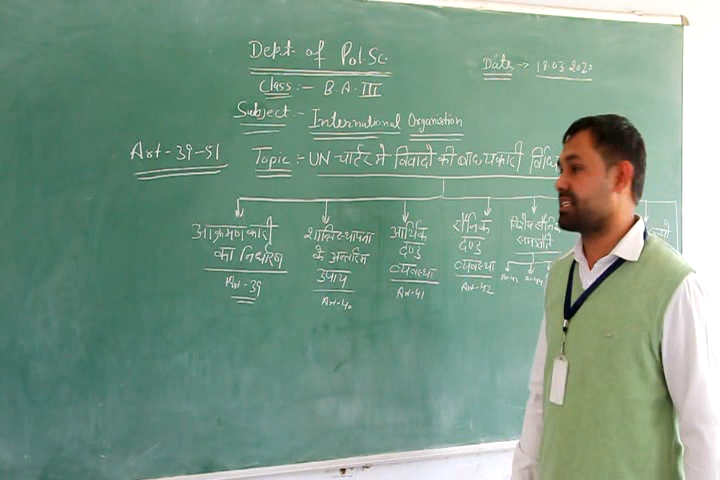 Dept. of Pol.Sc.
Date → 18.03.2020
Class :- B.A. III
Subject - International Organisation
Art - 39-51 Topic :- UN चार्टर में विवादों की बाध्यकारी विधि
आक्रमणकारी का निर्धारण Art - 39
शान्तिस्थापना के अन्तरिम उपाय Art - 40
आर्थिक दण्ड व्यवस्था Art - 41
सैनिक दण्ड व्यवस्था Art - 42
विशेष सैनिक समझौते